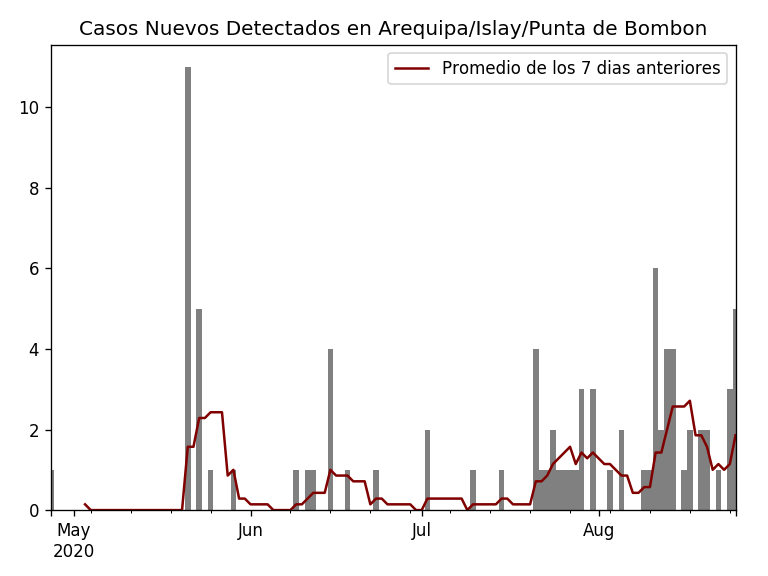 Casos Nuevos Detectados en Arequipa/Islay/Punta de Bombon
Promedio de los 7 dias anteriores
10
8
6
4
2
0
May Jun Jul Aug
2020